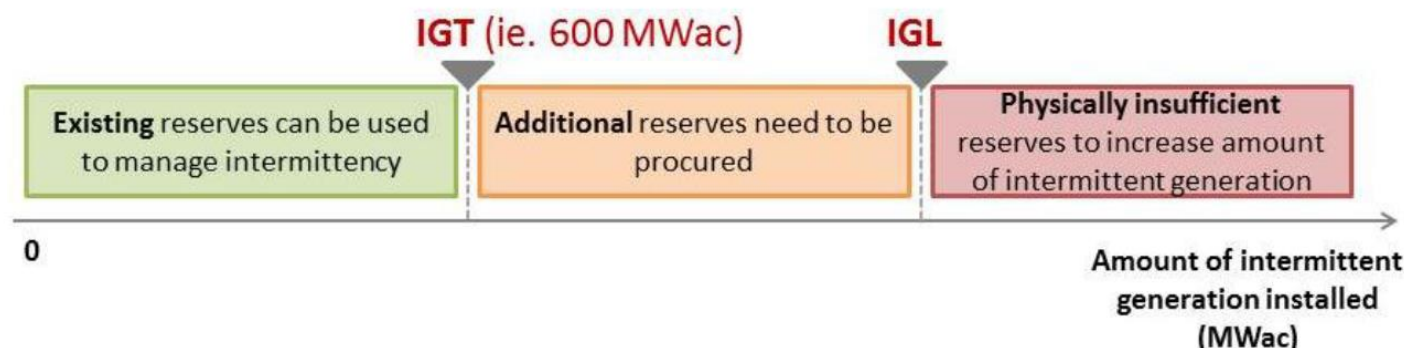 IGT (ie. 600 MWac)
IGL
Existing reserves can be used
to manage intermittency
Additional reserves need to be
procured
Physically insufficient
reserves to increase amount
of intermittent generation
0
Amount of intermittent
generation installed
(MWac)